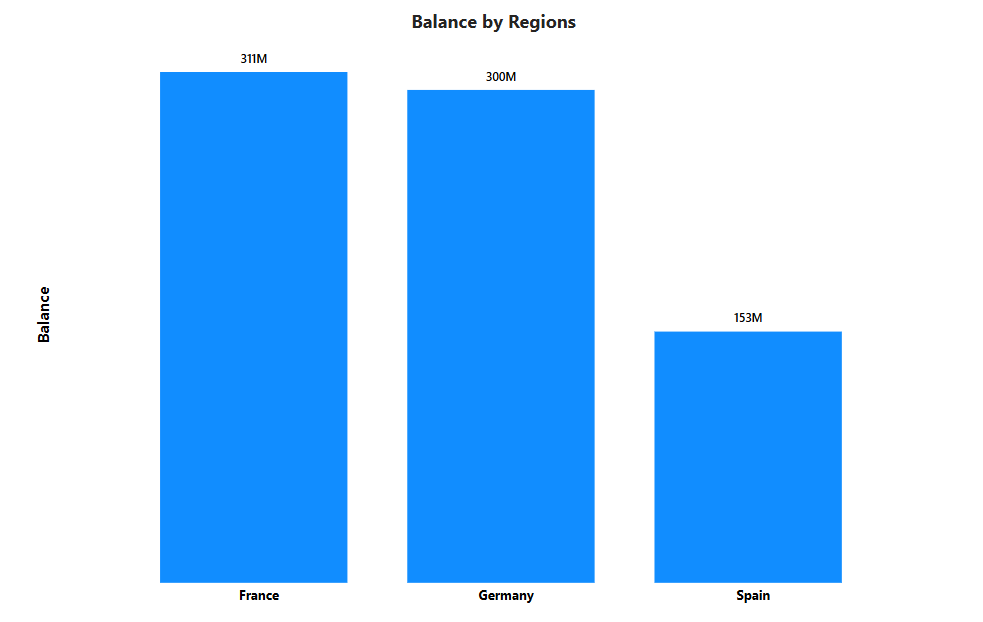 Balance by Regions
311M
300M
153M
Balance
France
Germany
Spain